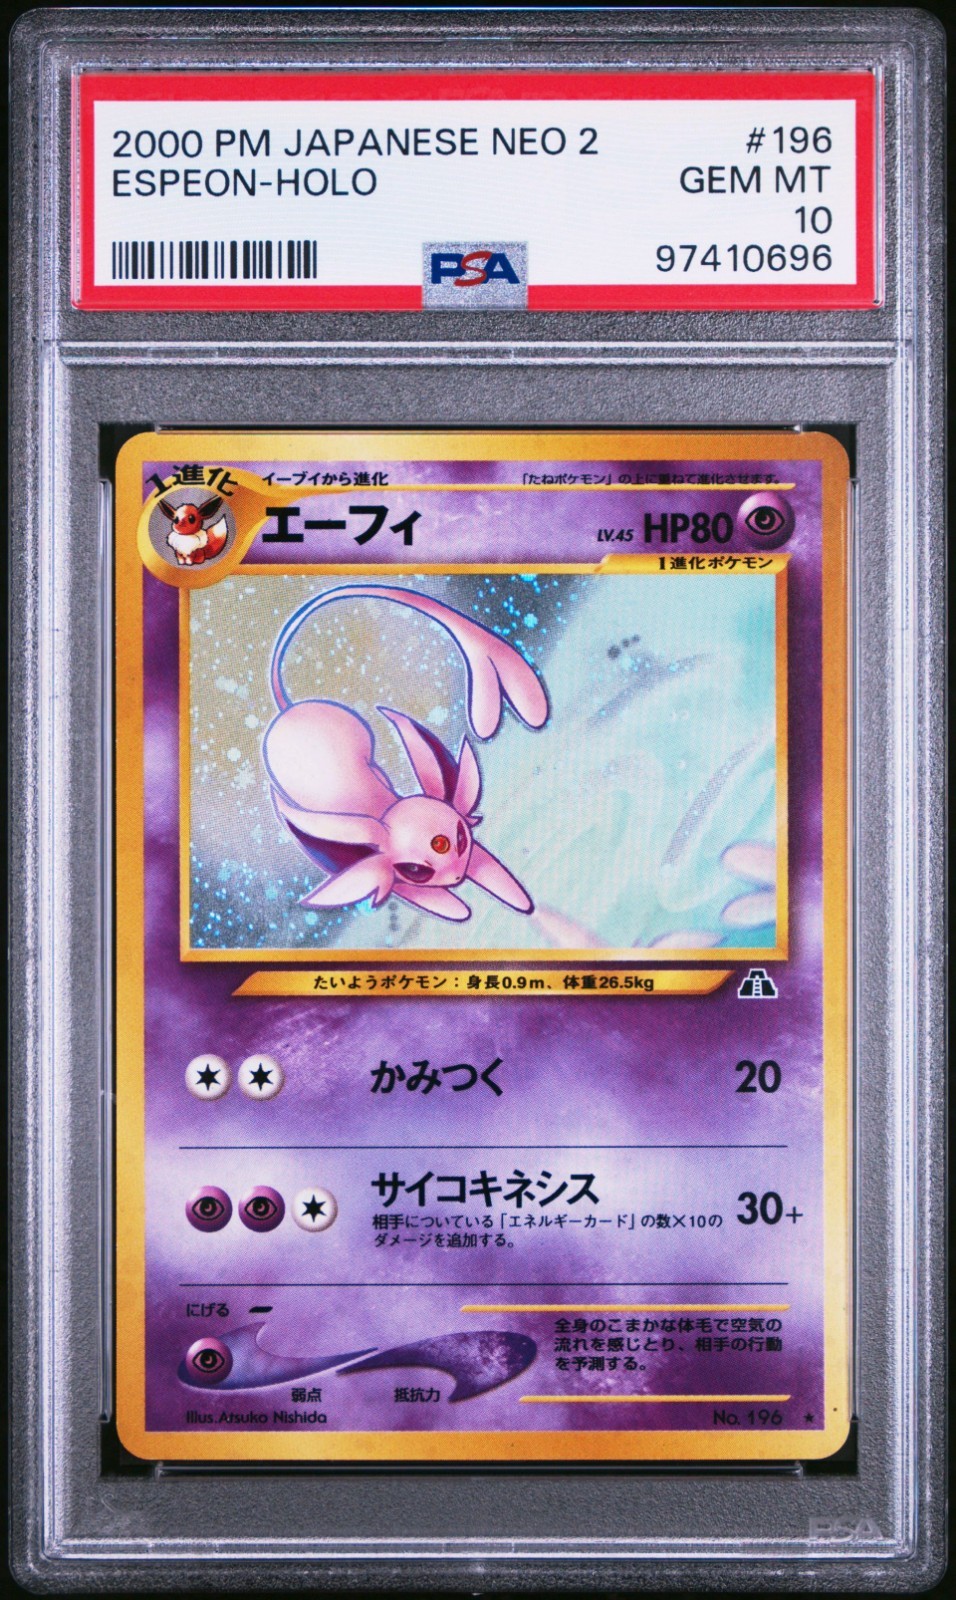 2000 PM JAPANESE NEO 2 #196
ESPEON-HOLO GEM MT
10
PSA 97410696
1進化 イーブイから進化 「たねポケモン」の上に重ねて進化させます。
エーフィ LV.45 HP80
1進化ポケモン
たいようポケモン：身長0.9m、体重26.5kg
かみつく 20
サイコキネシス 30+
相手についている「エネルギーカード」の数×10の
ダメージを追加する。
にげる
全身のこまかな体毛で空気の
流れを感じとり、相手の行動
を予測する。
弱点 抵抗力
Illus.Atsuko Nishida No. 196 ★
PSA